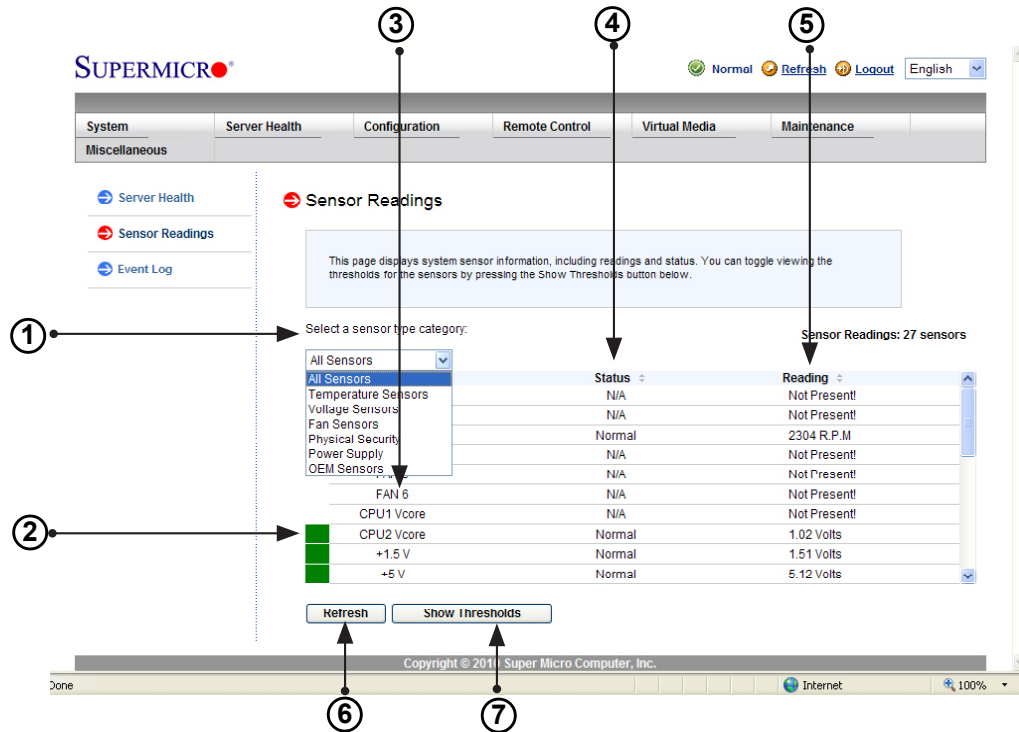 3 4 5
SUPERMICR
Normal Refresh Logout English
System Server Health Configuration Remote Control Virtual Media Maintenance
Miscellaneous
Server Health
Sensor Readings
Event Log
Sensor Readings
This page displays system sensor information, including readings and status. You can toggle viewing the
thresholds for the sensors by pressing the Show Thresholds button below.
1
Select a sensor type category:
Sensor Readings: 27 sensors
All Sensors
All Sensors
Temperature Sensors
Voltage Sensors
Fan Sensors
Physical Security
Power Supply
OEM Sensors
Status Reading
N/A Not Present!
N/A Not Present!
Normal 2304 R.P.M
N/A Not Present!
N/A Not Present!
FAN 6 N/A Not Present!
CPU1 Vcore N/A Not Present!
2
CPU2 Vcore Normal 1.02 Volts
+1.5 V Normal 1.51 Volts
+5 V Normal 5.12 Volts
Refresh Show Thresholds
Copyright © 2010 Super Micro Computer, Inc.
Done Internet 100%
6 7